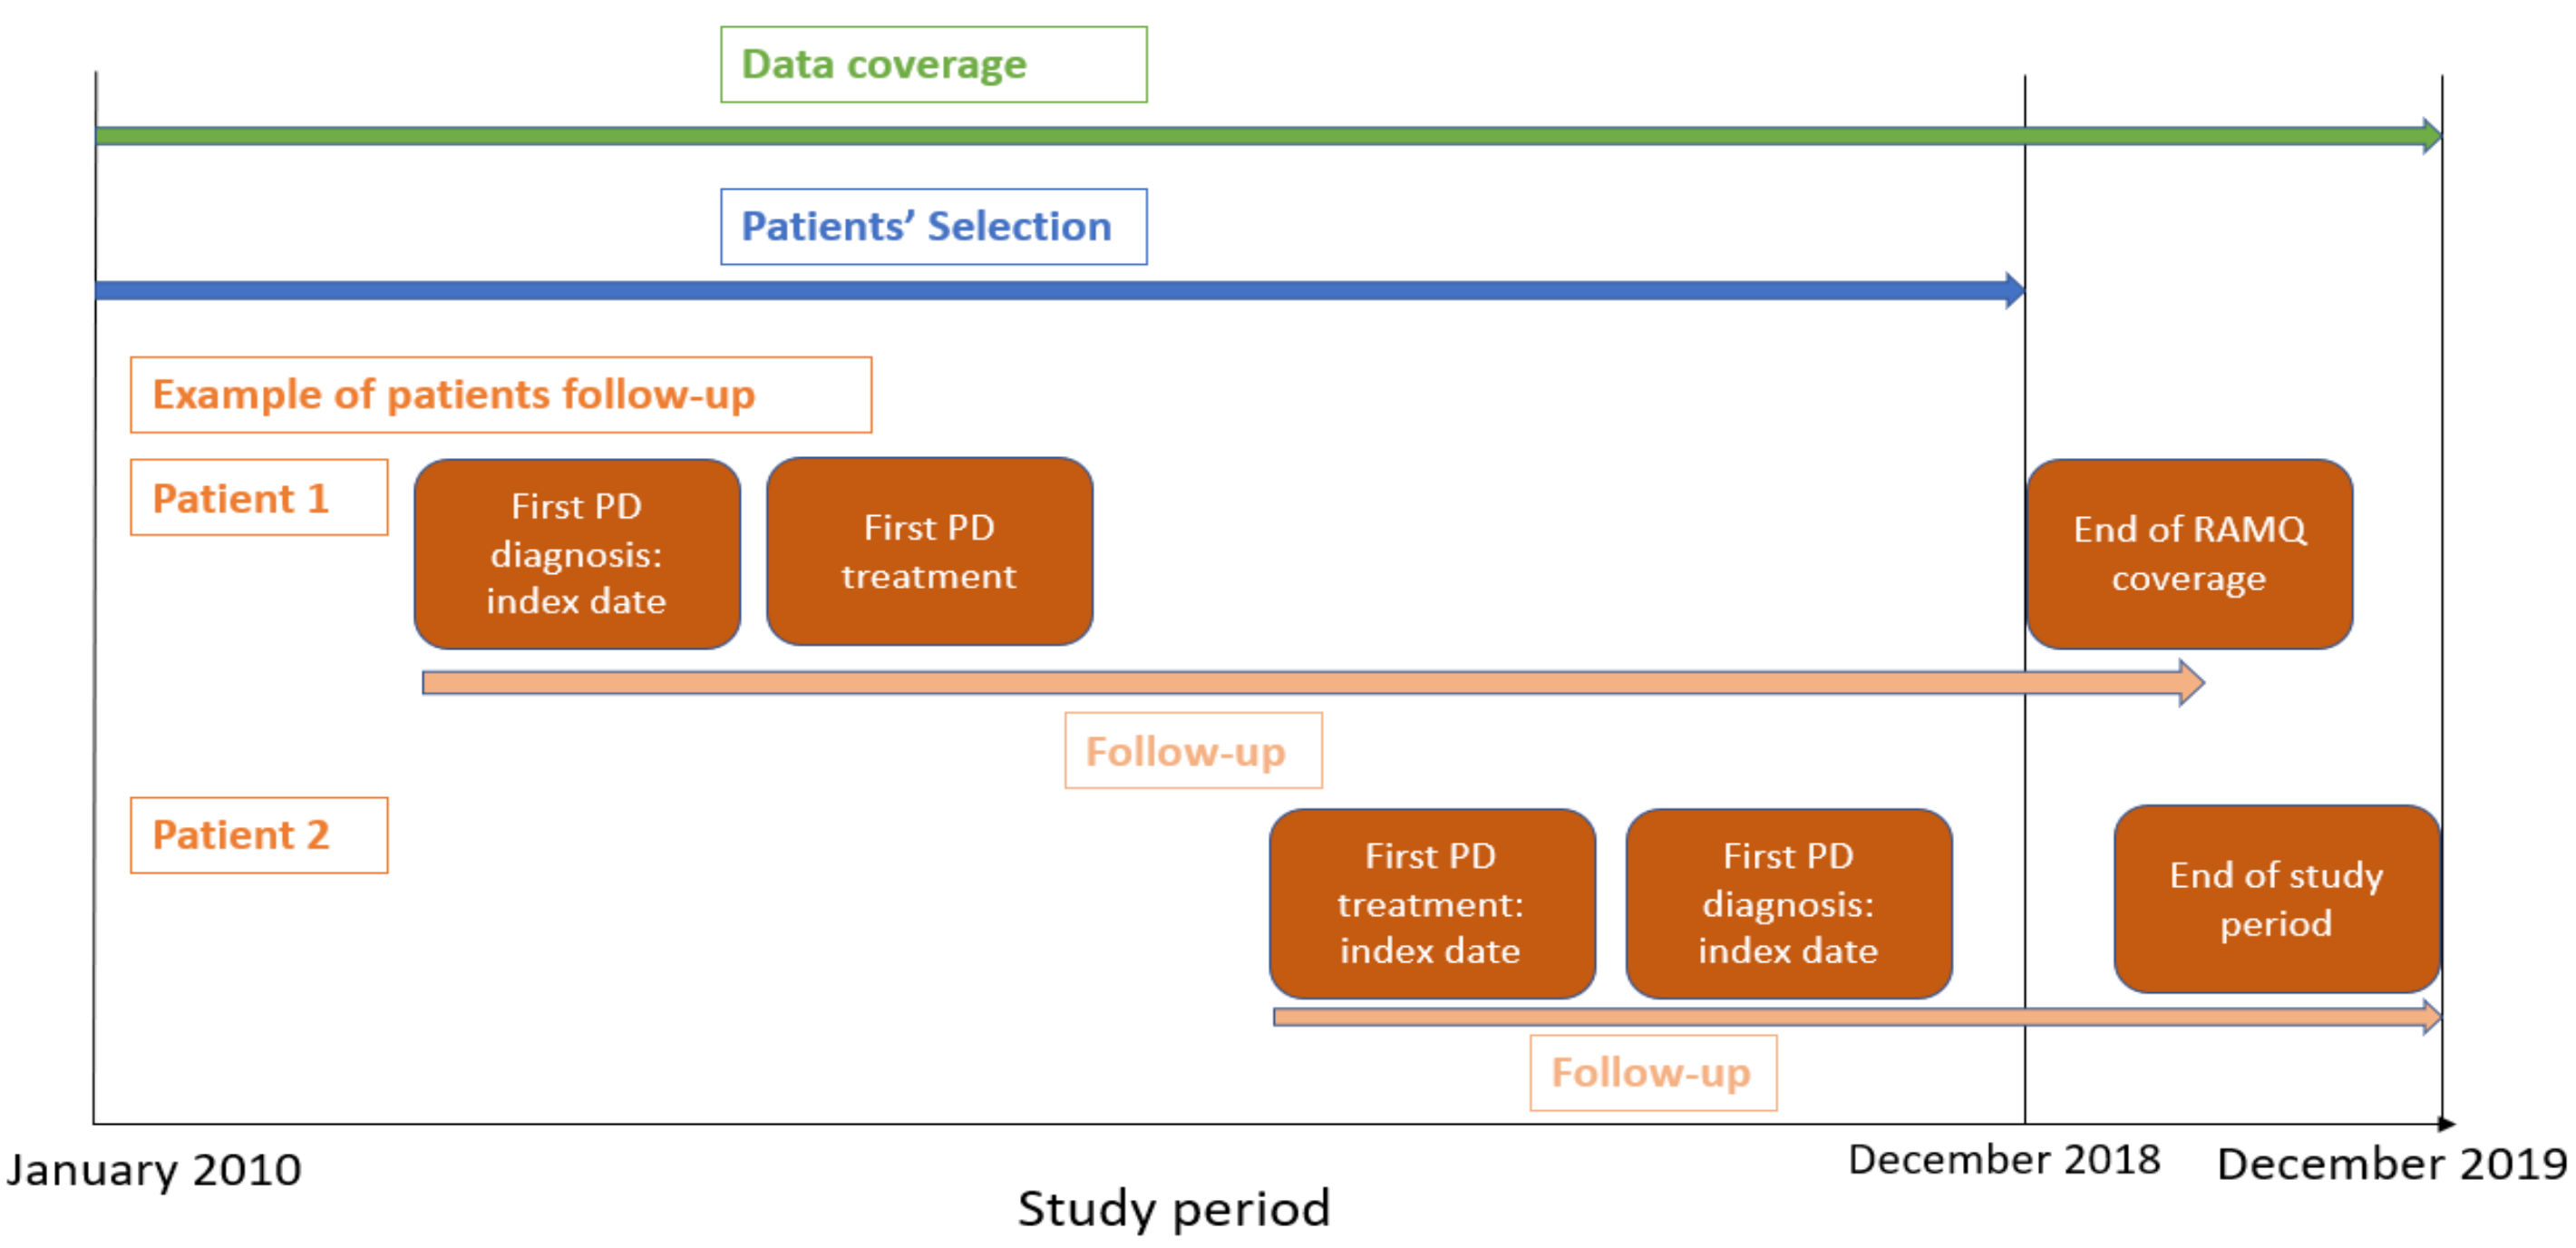 Data coverage
Patients’ Selection
Example of patients follow-up
Patient 1
First PD
diagnosis:
index date
First PD
treatment
End of RAMQ
coverage
Follow-up
Patient 2
First PD
treatment:
index date
First PD
diagnosis:
index date
End of study
period
Follow-up
January 2010
December 2018
December 2019
Study period